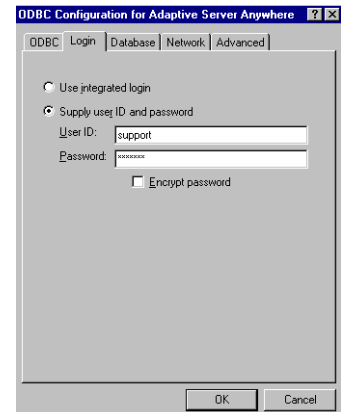 ODBC Configuration for Adaptive Server Anywhere
ODBC Login Database Network Advanced
Use integrated login
Supply user ID and password
User ID: support
Password: xxxxxxx
Encrypt password
OK Cancel